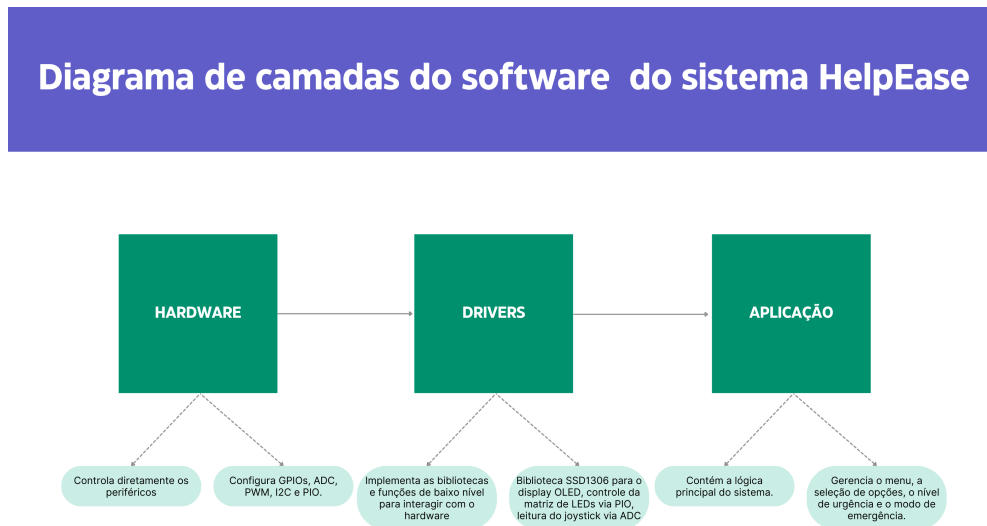 Diagrama de camadas do software do sistema HelpEase
HARDWARE
DRIVERS
APLICAÇÃO
Controla diretamente os
periféricos
Configura GPIOs, ADC,
PWM, I2C e PIO.
Implementa as bibliotecas
e funções de baixo nível
para interagir com o
hardware
Biblioteca SSD1306 para o
display OLED, controle da
matriz de LEDs via PIO,
leitura do joystick via ADC
Contém a lógica
principal do sistema.
Gerencia o menu, a
seleção de opções, o nível
de urgência e o modo de
emergência.